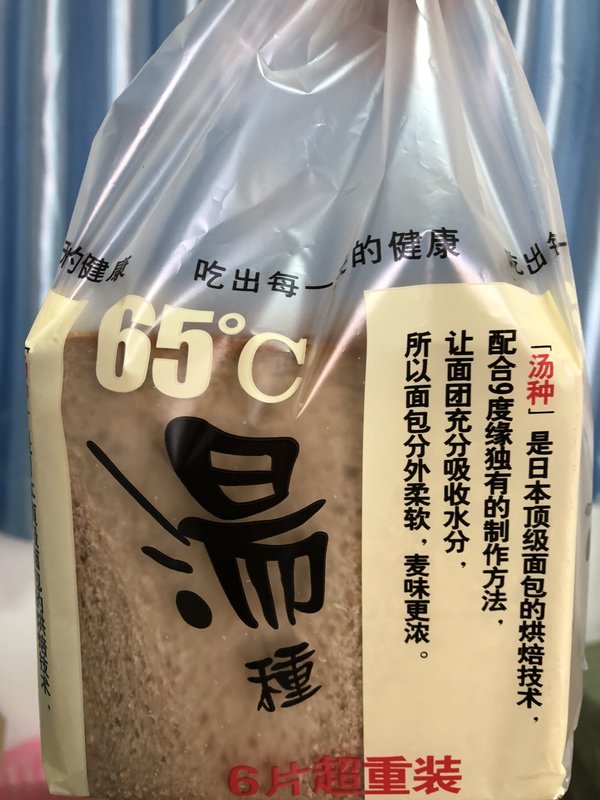 的健康
吃出每一
的健康
吃出每一
65℃
湯
種
「汤种」是日本顶级面包的烘焙技术，
配合9度缘独有的制作方法，
让面团充分吸收水分，
所以面包分外柔软，麦味更浓。
6片超重装